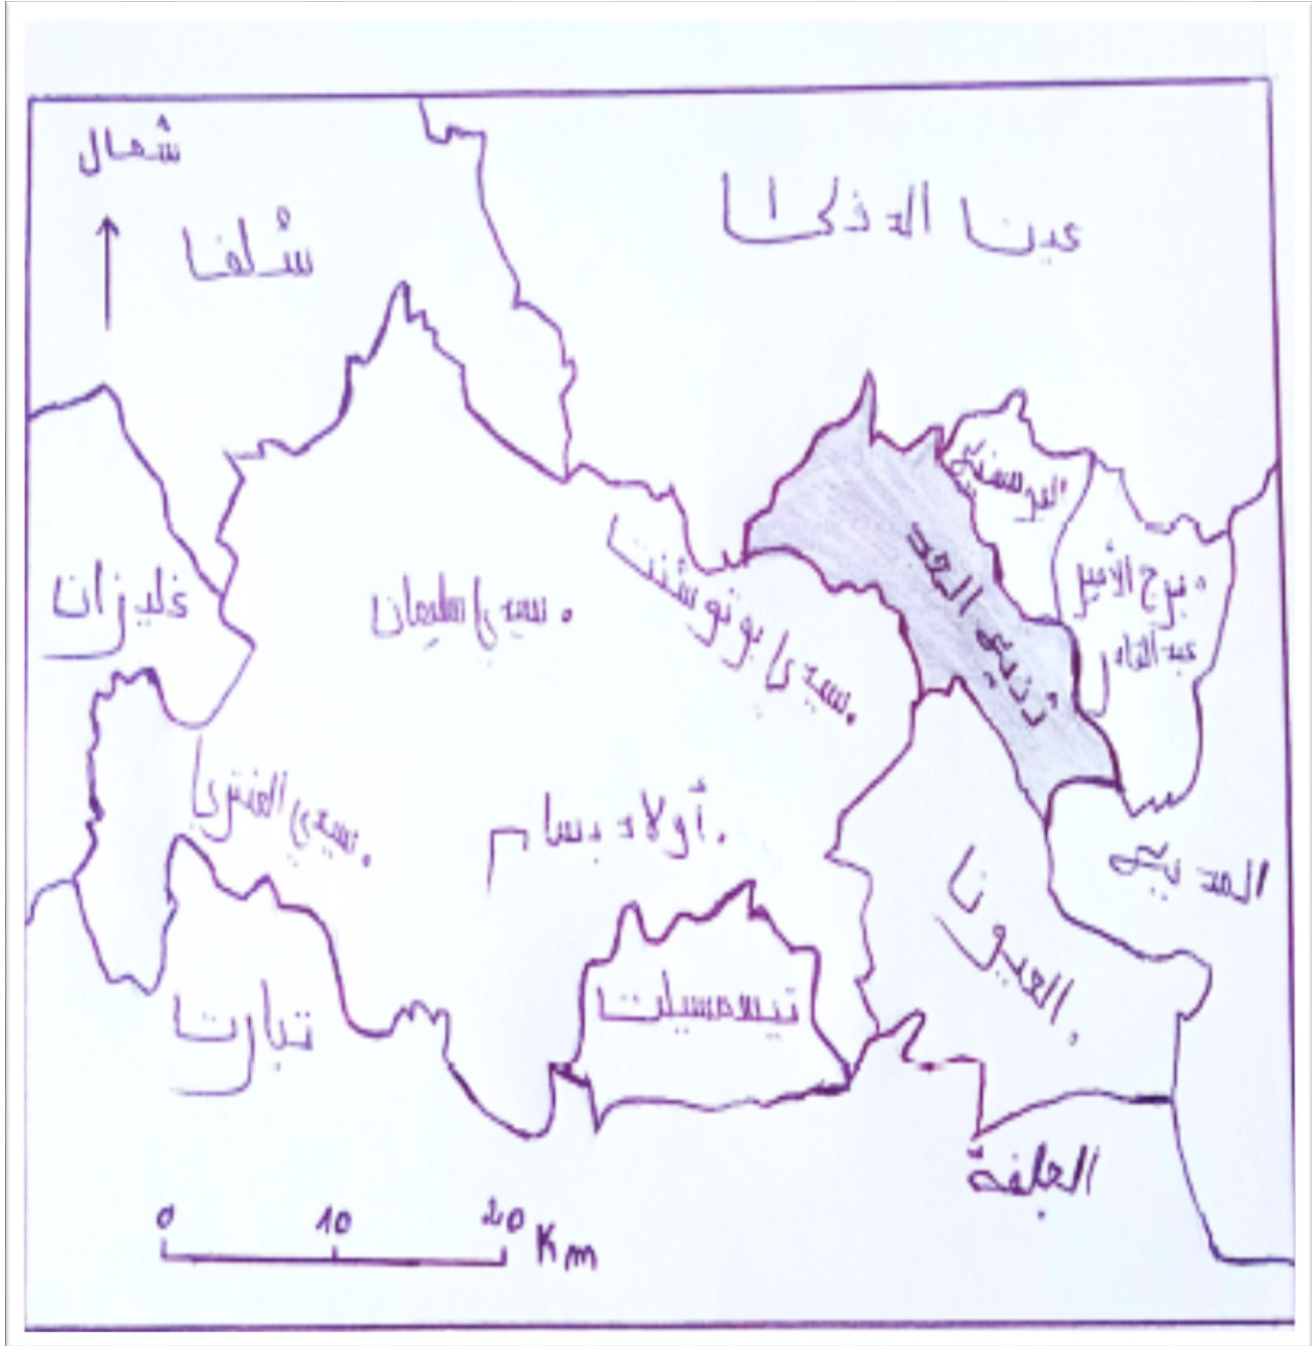 شمال
شلف
عين الدفلى
اليوسفية
غليزان
سيدي سليمان
سيدي بوتوشنت
ثنية الحد
برج الأمير
عبد القادر
سيدي العنتري
أولاد بسام
العيون
المدية
تيارت
تيسمسيلت
الجلفة
0 10 20 Km